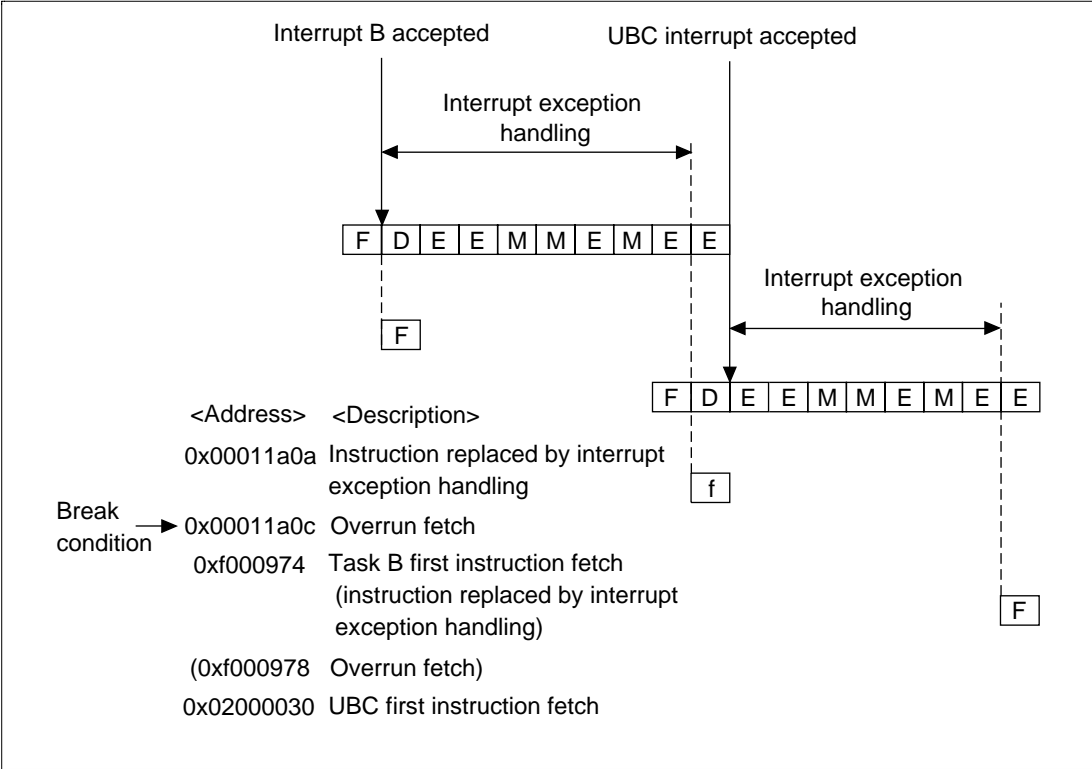 Interrupt B accepted
UBC interrupt accepted
Interrupt exception
handling
F D E E M M E M E E
Interrupt exception
handling
F
F D E E M M E M E E
<Address> <Description>
0x00011a0a Instruction replaced by interrupt
exception handling
f
Break
condition
0x00011a0c Overrun fetch
0xf000974 Task B first instruction fetch
(instruction replaced by interrupt
exception handling)
F
(0xf000978 Overrun fetch)
0x02000030 UBC first instruction fetch